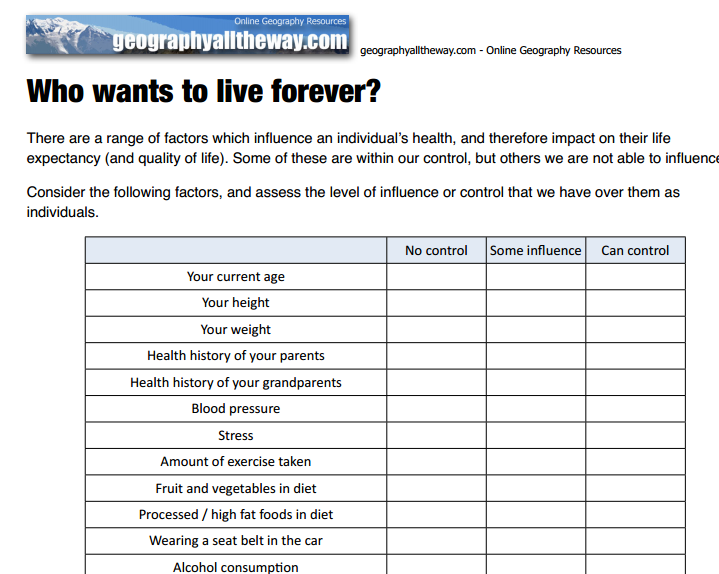 Online Geography Resources
geographyalltheway.com
geographyalltheway.com - Online Geography Resources
Who wants to live forever?
There are a range of factors which influence an individual's health, and therefore impact on their life
expectancy (and quality of life). Some of these are within our control, but others we are not able to influence
Consider the following factors, and assess the level of influence or control that we have over them as
individuals.
No control Some influence Can control
Your current age
Your height
Your weight
Health history of your parents
Health history of your grandparents
Blood pressure
Stress
Amount of exercise taken
Fruit and vegetables in diet
Processed / high fat foods in diet
Wearing a seat belt in the car
Alcohol consumption